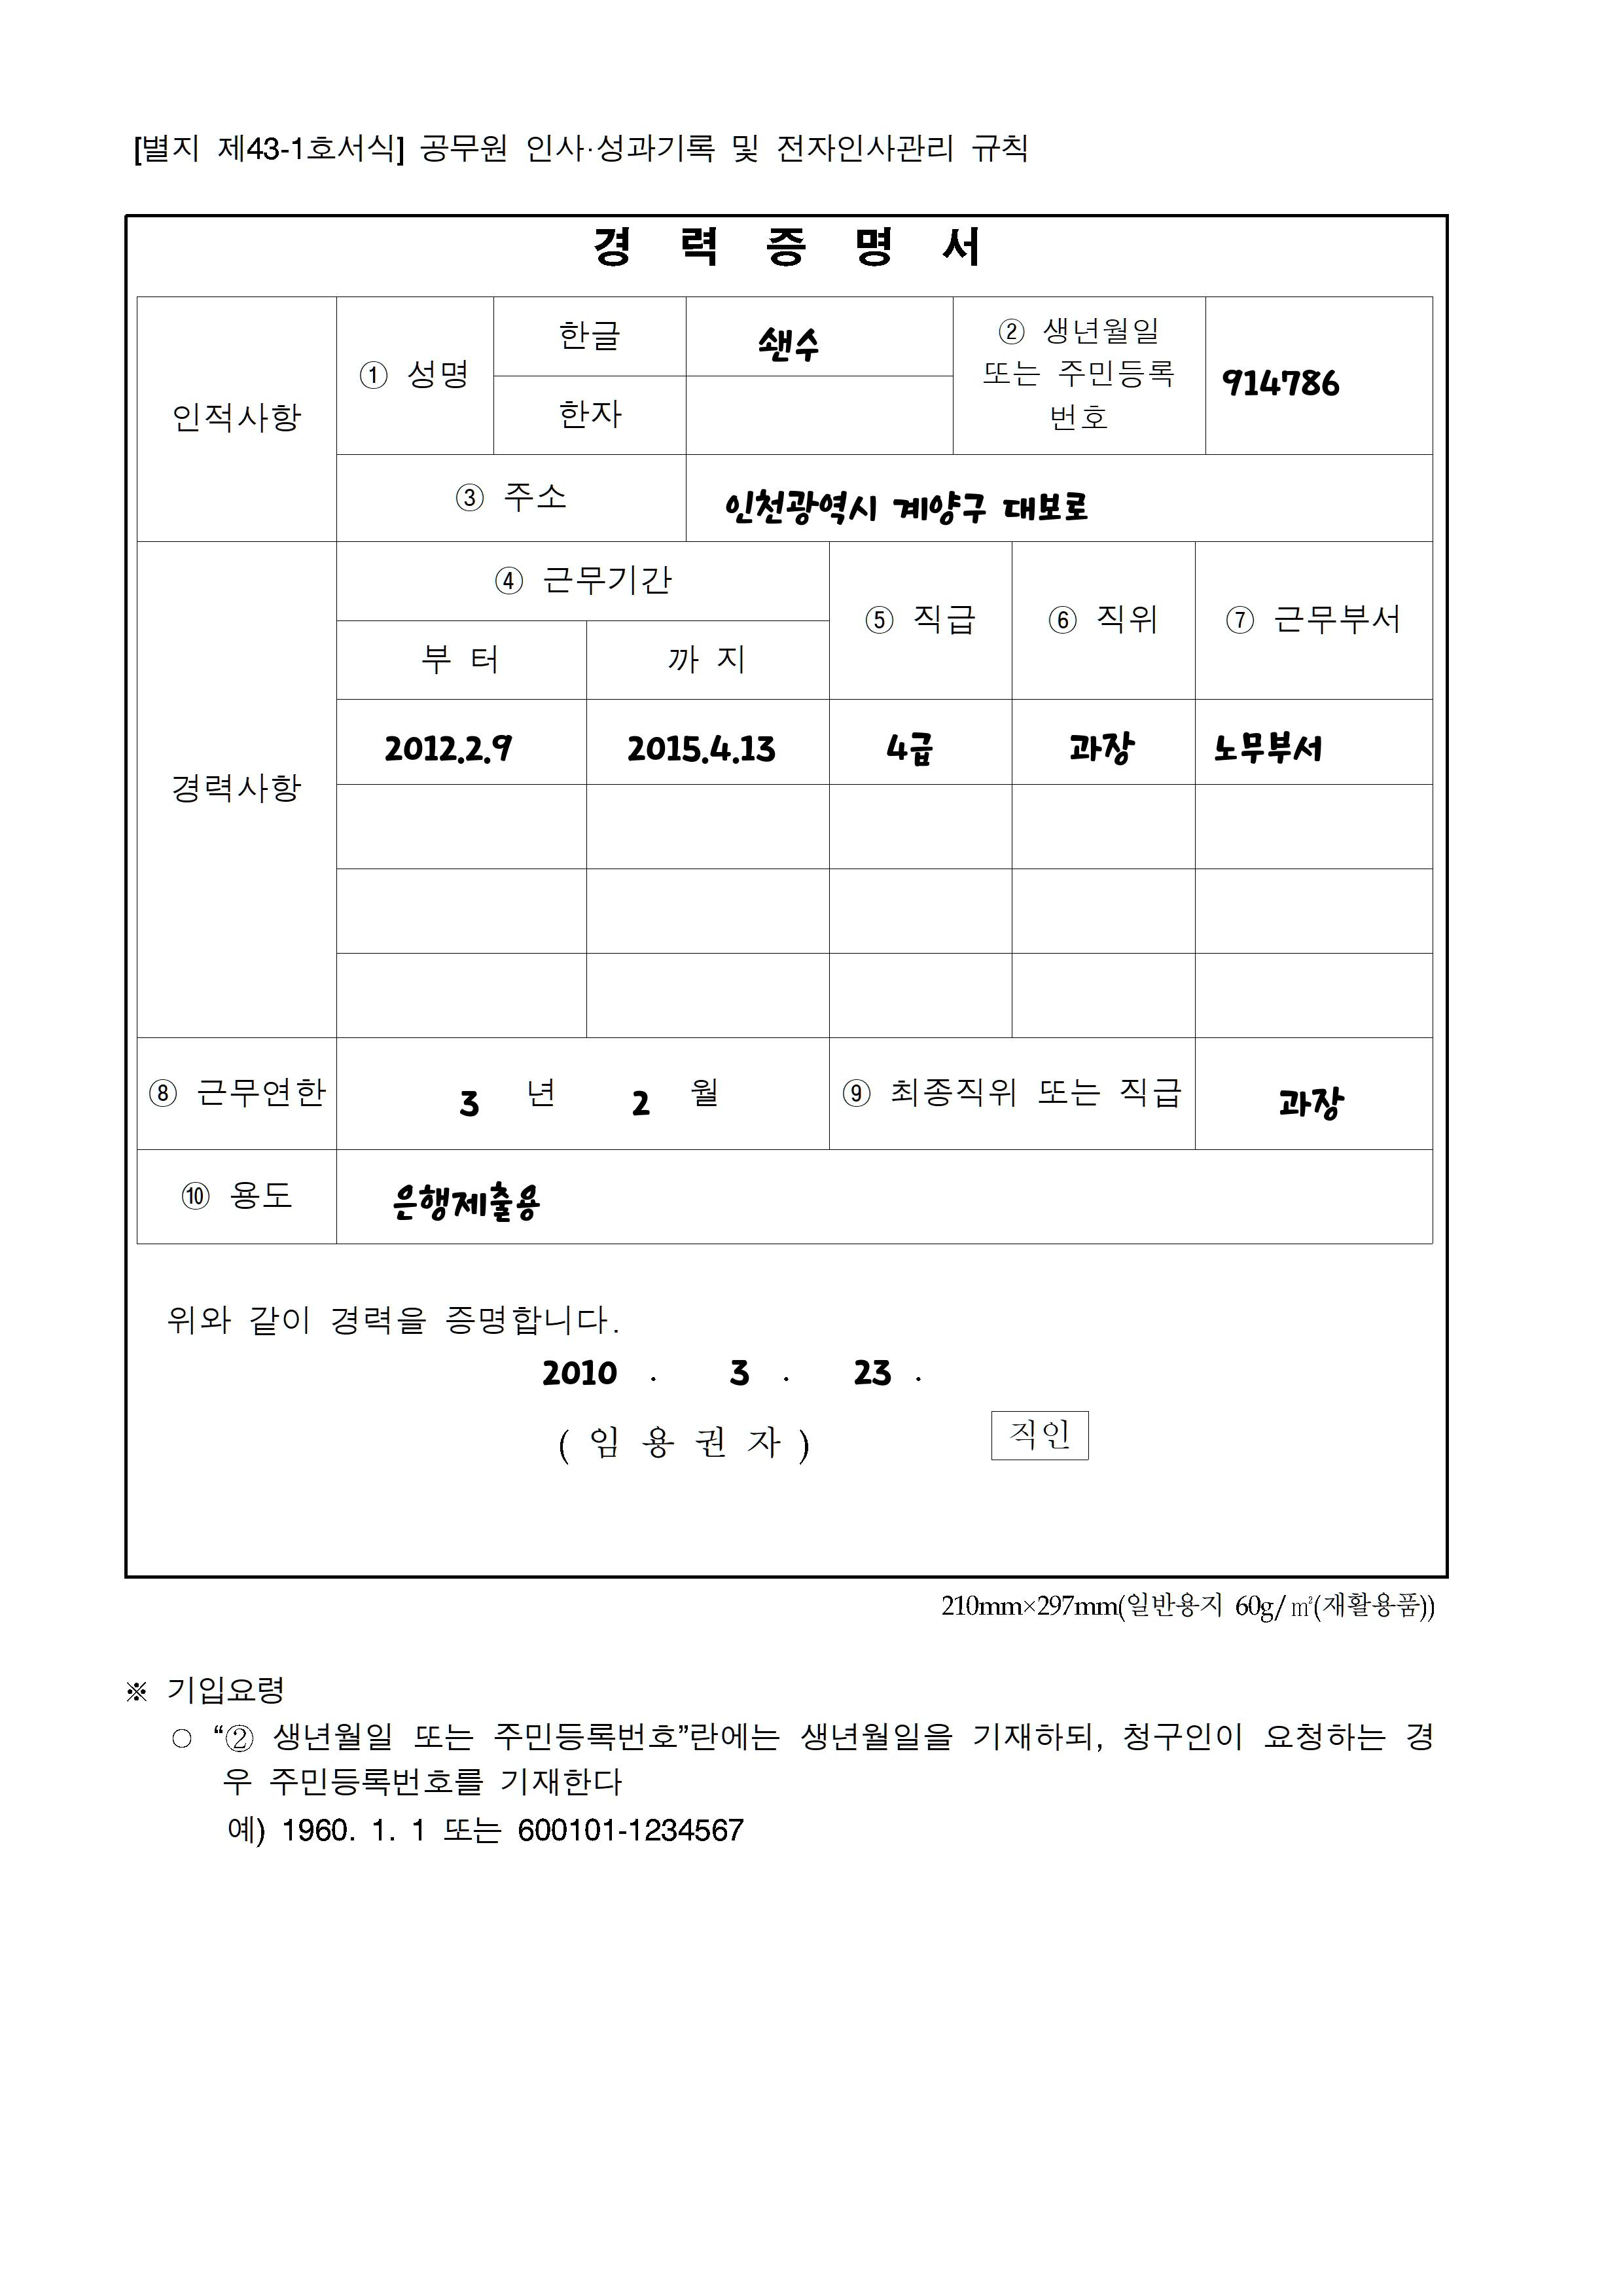 [별지 제43-1호서식] 공무원 인사·성과기록 및 전자인사관리 규칙
경 력 증 명 서
인적사항
① 성명
한글
쇈수
한자
② 생년월일
또는 주민등록
번호
914786
③ 주소
인천광역시 계양구 대보로
경력사항
④ 근무기간
⑤ 직급
⑥ 직위
⑦ 근무부서
부 터
까 지
2012.2.9
2015.4.13
4급
과장
노무부서
⑧ 근무연한
3 년 2 월
⑨ 최종직위 또는 직급
과장
⑩ 용도
은행제출용
위와 같이 경력을 증명합니다.
2010 . 3 . 23 .
( 임 용 권 자 )
직인
210mm×297mm(일반용지 60g/㎡(재활용품))
※ 기입요령
○ “② 생년월일 또는 주민등록번호”란에는 생년월일을 기재하되, 청구인이 요청하는 경
우 주민등록번호를 기재한다
예) 1960. 1. 1 또는 600101-1234567